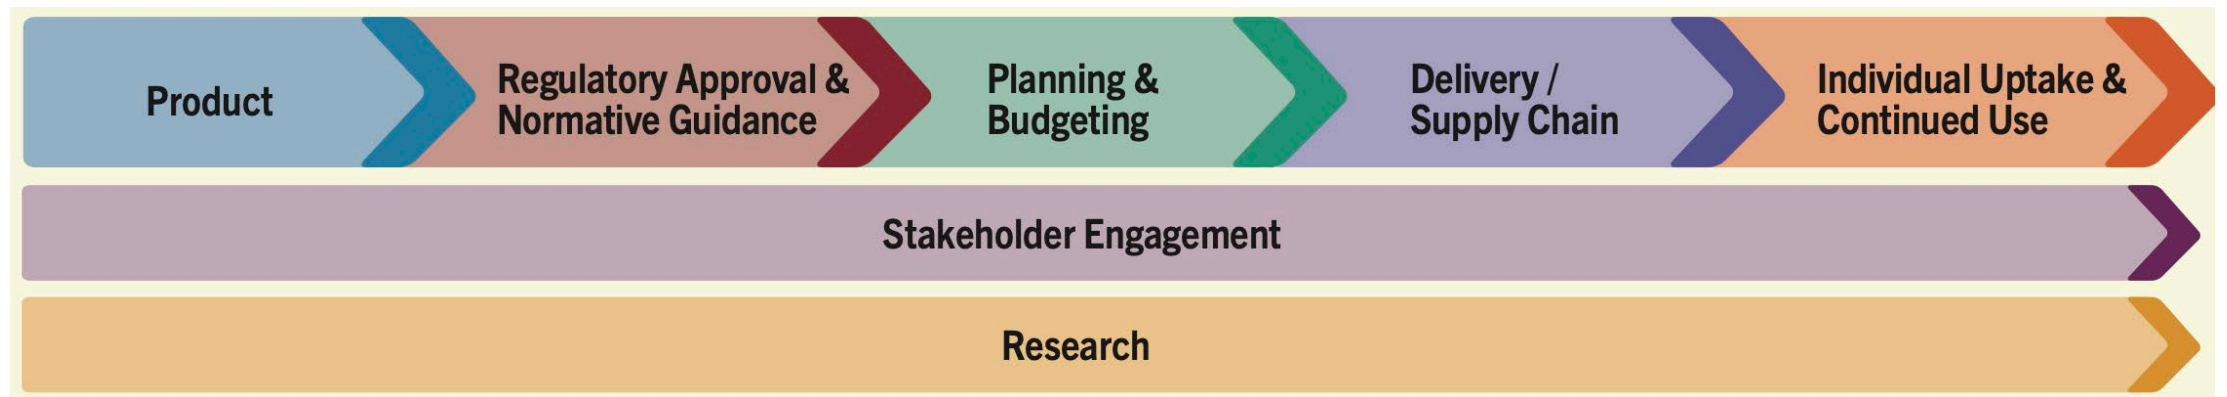 Product
Regulatory Approval &
Normative Guidance
Planning &
Budgeting
Delivery /
Supply Chain
Individual Uptake &
Continued Use
Stakeholder Engagement
Research